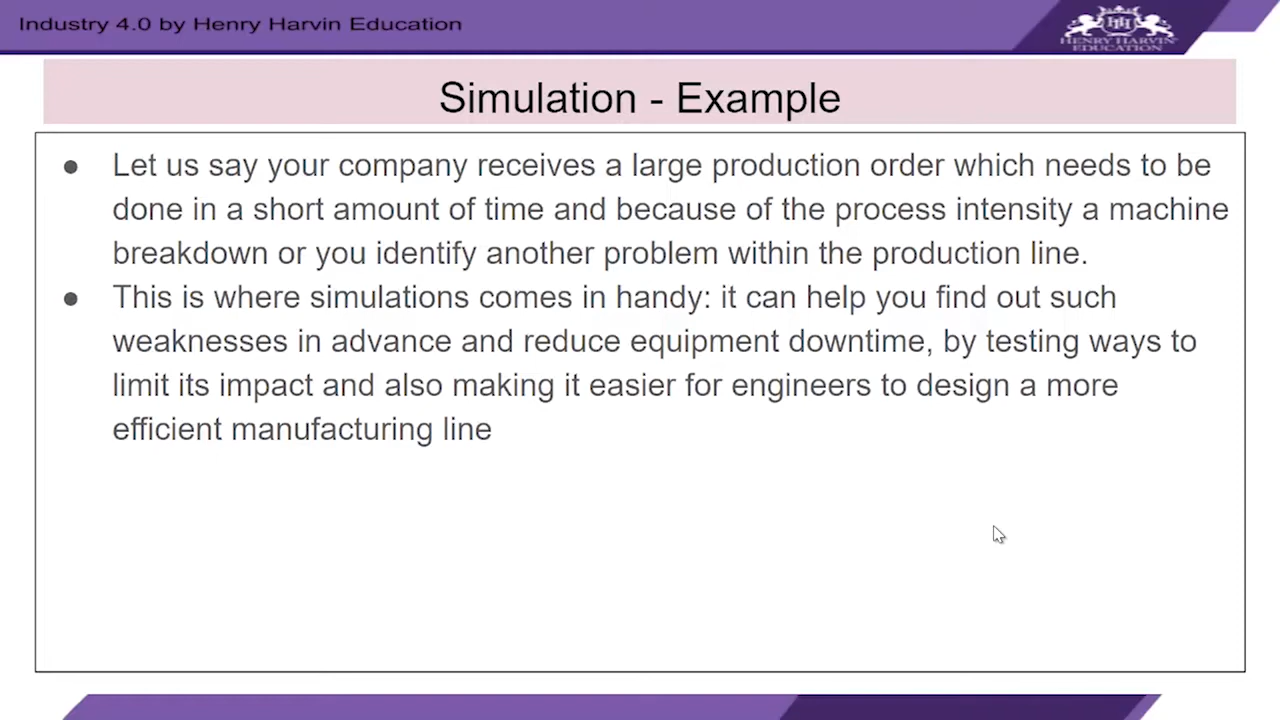 Industry 4.0 by Henry Harvin Education
HENRY HARVIN
EDUCATION
Simulation - Example
● Let us say your company receives a large production order which needs to be
done in a short amount of time and because of the process intensity a machine
breakdown or you identify another problem within the production line.
● This is where simulations comes in handy: it can help you find out such
weaknesses in advance and reduce equipment downtime, by testing ways to
limit its impact and also making it easier for engineers to design a more
efficient manufacturing line